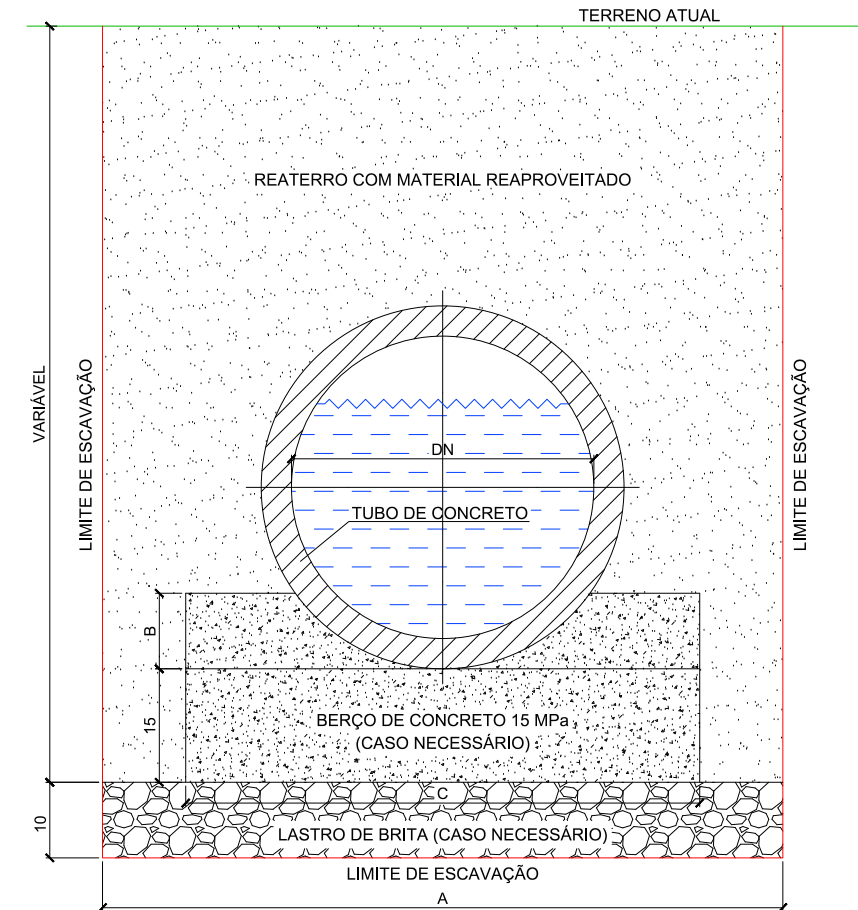 TERRENO ATUAL
REATERRO COM MATERIAL REAPROVEITADO
VARIÁVEL
LIMITE DE ESCAVAÇÃO
LIMITE DE ESCAVAÇÃO
DN
TUBO DE CONCRETO
B
15
BERÇO DE CONCRETO 15 MPa
(CASO NECESSÁRIO)
C
10
LASTRO DE BRITA (CASO NECESSÁRIO)
LIMITE DE ESCAVAÇÃO
A